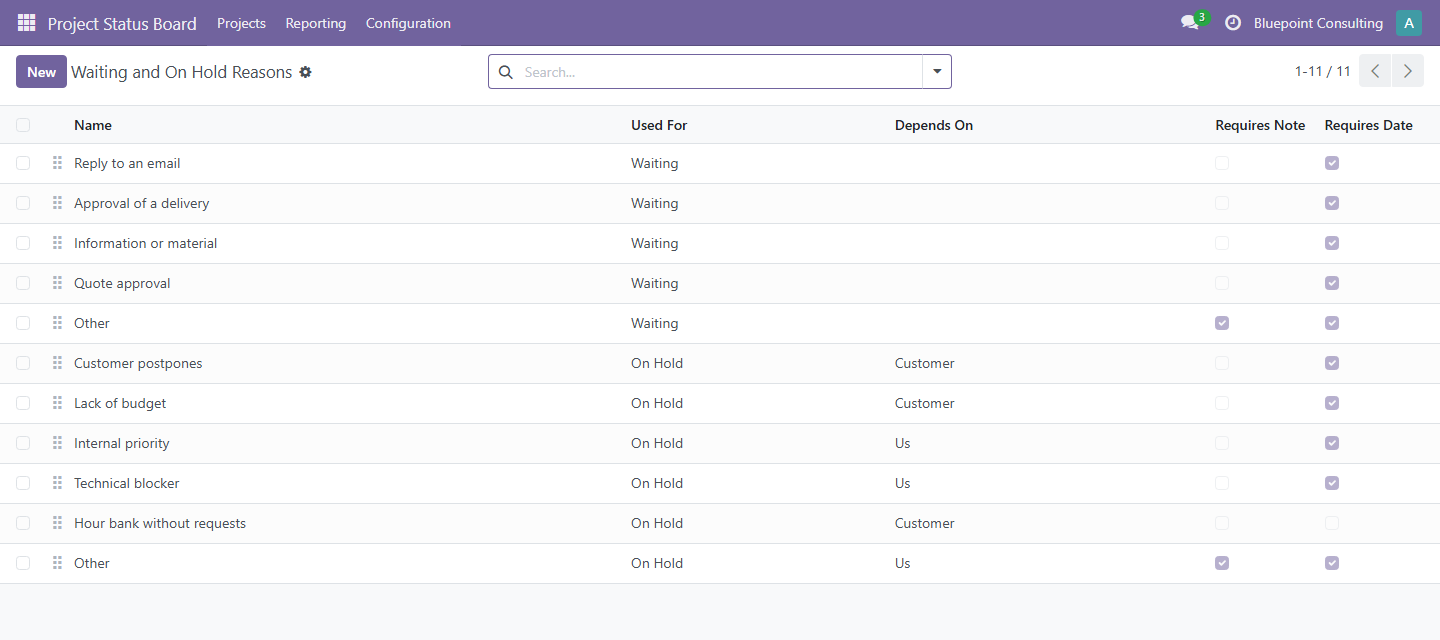 Project Status Board Projects Reporting Configuration 3 Bluepoint Consulting A
New Waiting and On Hold Reasons Search... 1-11 / 11
Name Used For Depends On Requires Note Requires Date
Reply to an email Waiting
Approval of a delivery Waiting
Information or material Waiting
Quote approval Waiting
Other Waiting
Customer postpones On Hold Customer
Lack of budget On Hold Customer
Internal priority On Hold Us
Technical blocker On Hold Us
Hour bank without requests On Hold Customer
Other On Hold Us